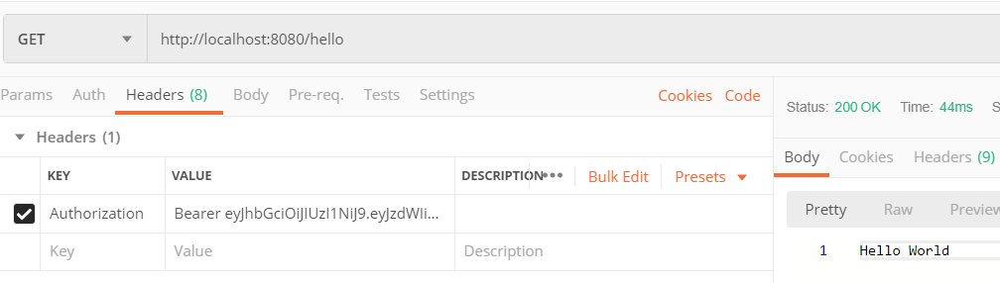 GET http://localhost:8080/hello
Params Auth Headers (8) Body Pre-req. Tests Settings Cookies Code
Status: 200 OK Time: 44ms S
Headers (1)
Body Cookies Headers (9)
KEY VALUE DESCRIPTION ••• Bulk Edit Presets
Authorization Bearer eyJhbGciOiJIUzI1NiJ9.eyJzdWIi...
Pretty Raw Preview
Key Value Description
1 Hello World